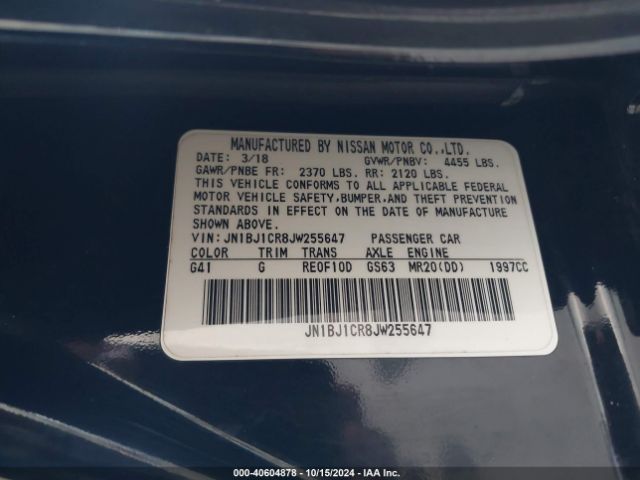 MANUFACTURED BY NISSAN MOTOR CO.,LTD.
DATE: 3/18 GVWR/PNBV: 4455 LBS.
GAWR/PNBE FR: 2370 LBS. RR: 2120 LBS.
THIS VEHICLE CONFORMS TO ALL APPLICABLE FEDERAL
MOTOR VEHICLE SAFETY,BUMPER,AND THEFT PREVENTION
STANDARDS IN EFFECT ON THE DATE OF MANUFACTURE
SHOWN ABOVE.
VIN: JN1BJ1CR8JW255647 PASSENGER CAR
COLOR TRIM TRANS AXLE ENGINE
G41 G RE0F10D GS63 MR20(DD) 1997CC
JN1BJ1CR8JW255647
000-40604878 - 10/15/2024 - IAA Inc.